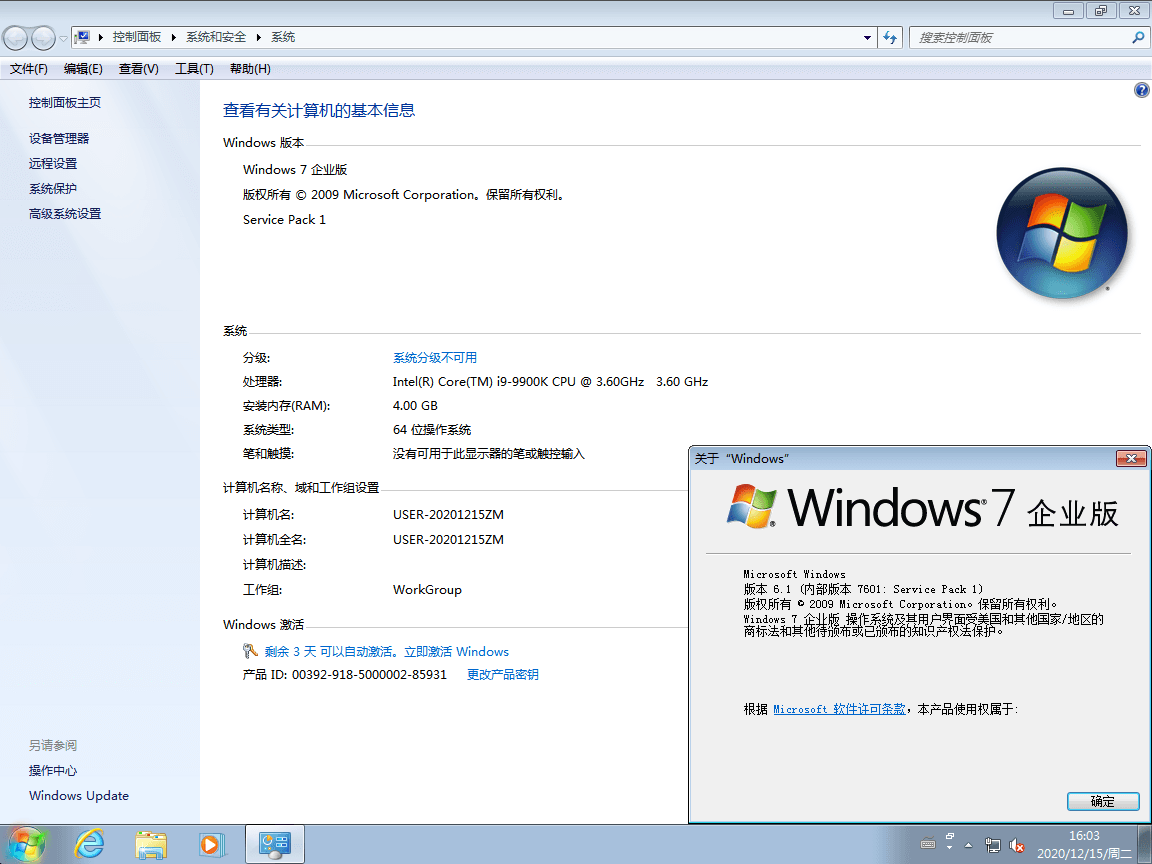 控制面板 系统和安全 系统
搜索控制面板
文件(F) 编辑(E) 查看(V) 工具(T) 帮助(H)
控制面板主页
设备管理器
远程设置
系统保护
高级系统设置
另请参阅
操作中心
Windows Update
查看有关计算机的基本信息
Windows 版本
Windows 7 企业版
版权所有 © 2009 Microsoft Corporation。保留所有权利。
Service Pack 1
系统
分级: 系统分级不可用
处理器: Intel(R) Core(TM) i9-9900K CPU @ 3.60GHz 3.60 GHz
安装内存(RAM): 4.00 GB
系统类型: 64 位操作系统
笔和触摸: 没有可用于此显示器的笔或触控输入
计算机名称、域和工作组设置
计算机名: USER-20201215ZM
计算机全名: USER-20201215ZM
计算机描述:
工作组: WorkGroup
Windows 激活
剩余 3 天 可以自动激活。立即激活 Windows
产品 ID: 00392-918-5000002-85931 更改产品密钥
关于“Windows”
Windows 7 企业版
Microsoft Windows
版本 6.1 (内部版本 7601: Service Pack 1)
版权所有 © 2009 Microsoft Corporation。保留所有权利。
Windows 7 企业版 操作系统及其用户界面受美国和其他国家/地区的
商标法和其他待颁布或已颁布的知识产权法保护。
根据 Microsoft 软件许可条款，本产品使用权属于:
确定
16:03
2020/12/15/周二